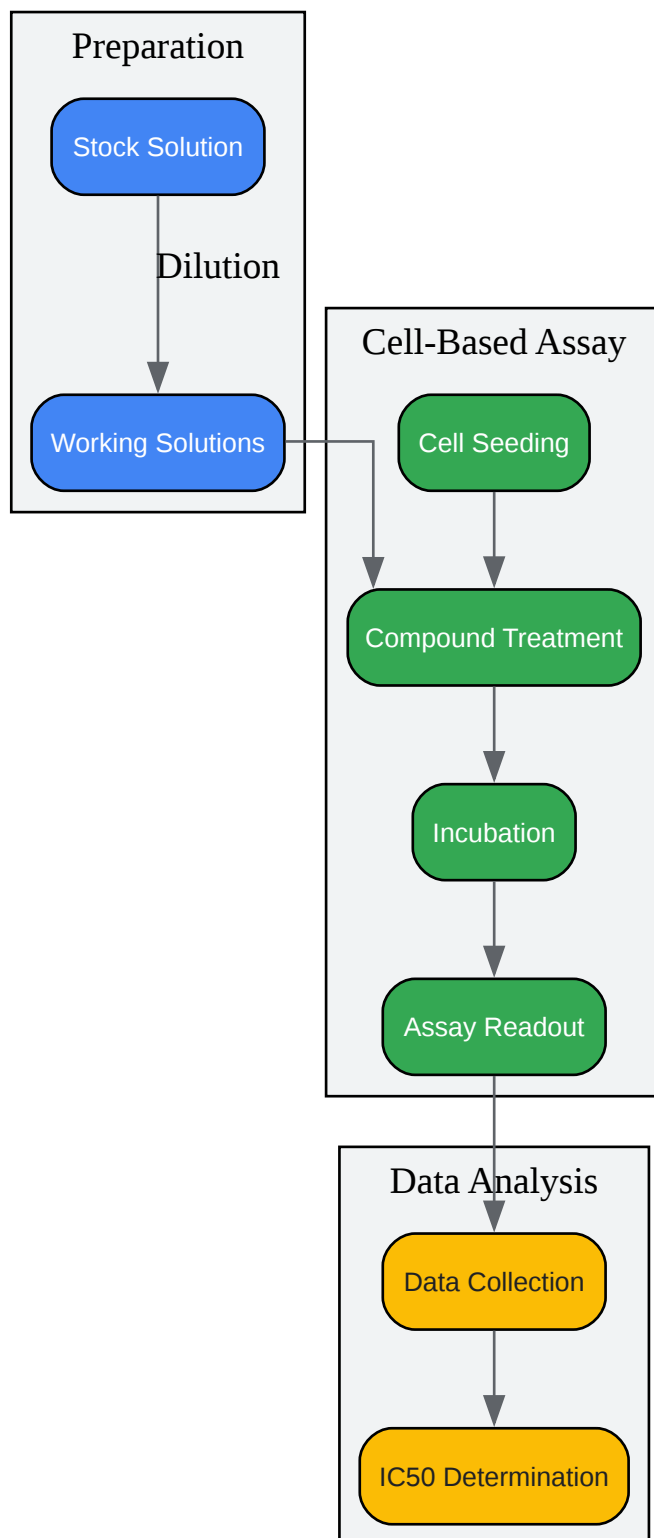 Preparation
Stock Solution
Dilution
Working Solutions
Cell-Based Assay
Cell Seeding
Compound Treatment
Incubation
Assay Readout
Data Analysis
Data Collection
IC50 Determination